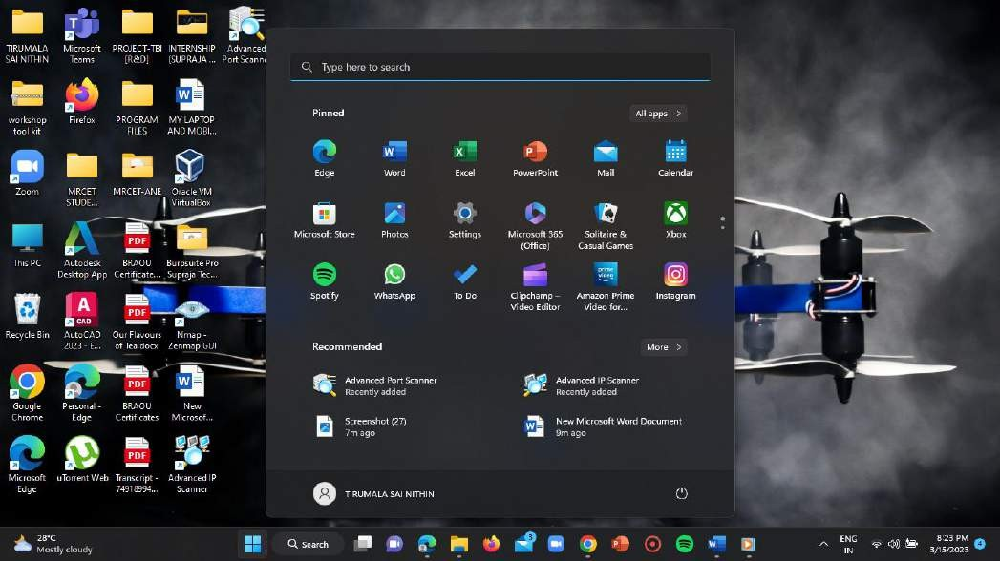 TIRUMALA
SAI NITHIN
Microsoft
Teams
PROJECT-TBI
[R&D]
INTERNSHIP
[SUPRAJA ...
Advanced
Port Scanne
workshop
tool kit
Firefox
PROGRAM
FILES
MY LAPTOP
AND MOBI...
Zoom
MRCET
STUDE...
MRCET-ANE
Oracle VM
VirtualBox
This PC
Autodesk
Desktop App
PDF
BRAOU
Certificate...
Burpsuite Pro
Supraja Tec...
Recycle Bin
A
CAD
AutoCAD
2023 - E...
PDF
Our Flavours
of Tea.docx
Nmap -
Zenmap GUI
Google
Chrome
Personal -
Edge
PDF
BRAOU
Certificates
New
Microsof...
Microsoft
Edge
uTorrent Web
PDF
Transcript -
74918994...
Advanced IP
Scanner
Type here to search
Pinned
All apps >
Edge
Word
Excel
PowerPoint
Mail
Calendar
Microsoft Store
Photos
Settings
Microsoft 365
(Office)
Solitaire &
Casual Games
Xbox
Spotify
WhatsApp
To Do
Clipchamp –
Video Editor
prime
video
Amazon Prime
Video for...
Instagram
Recommended
More >
Advanced Port Scanner
Recently added
Advanced IP Scanner
Recently added
Screenshot (27)
7m ago
New Microsoft Word Document
9m ago
TIRUMALA SAI NITHIN
28°C
Mostly cloudy
Search
3
ENG
IN
8:23 PM
3/15/2023
4